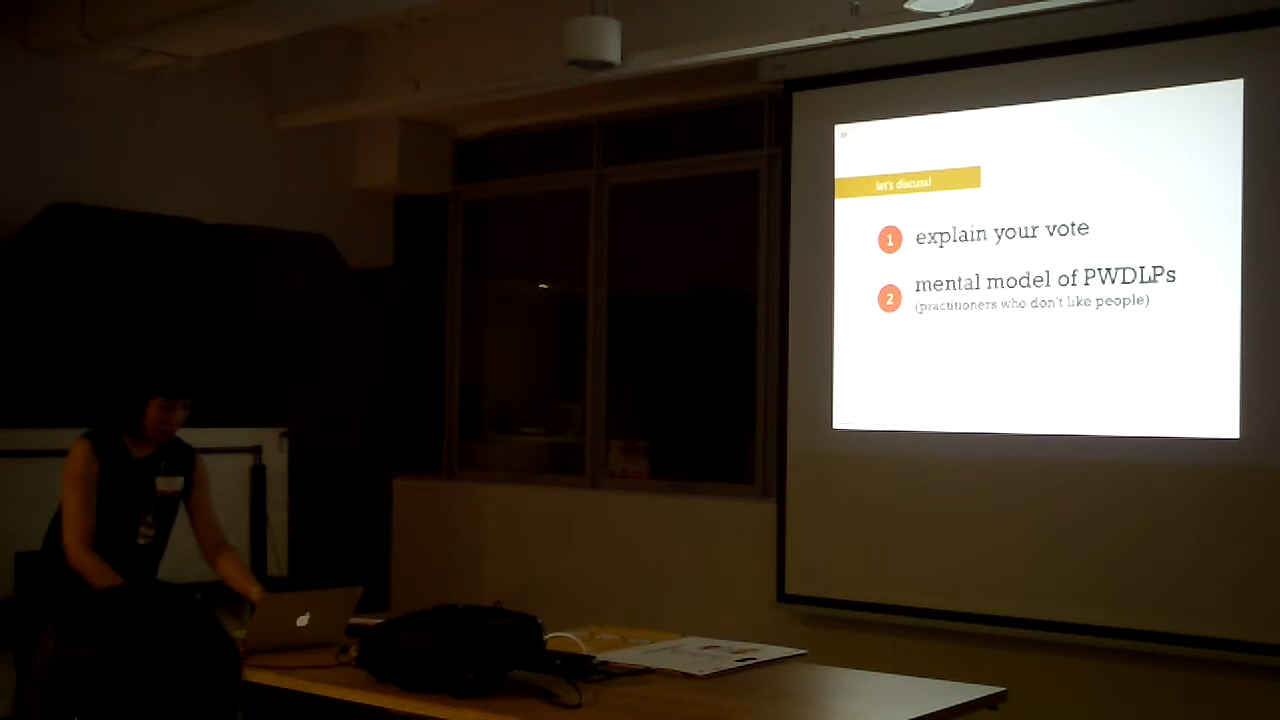 let's discuss!
1 explain your vote
2 mental model of PWDLPs
(practitioners who don't like people)